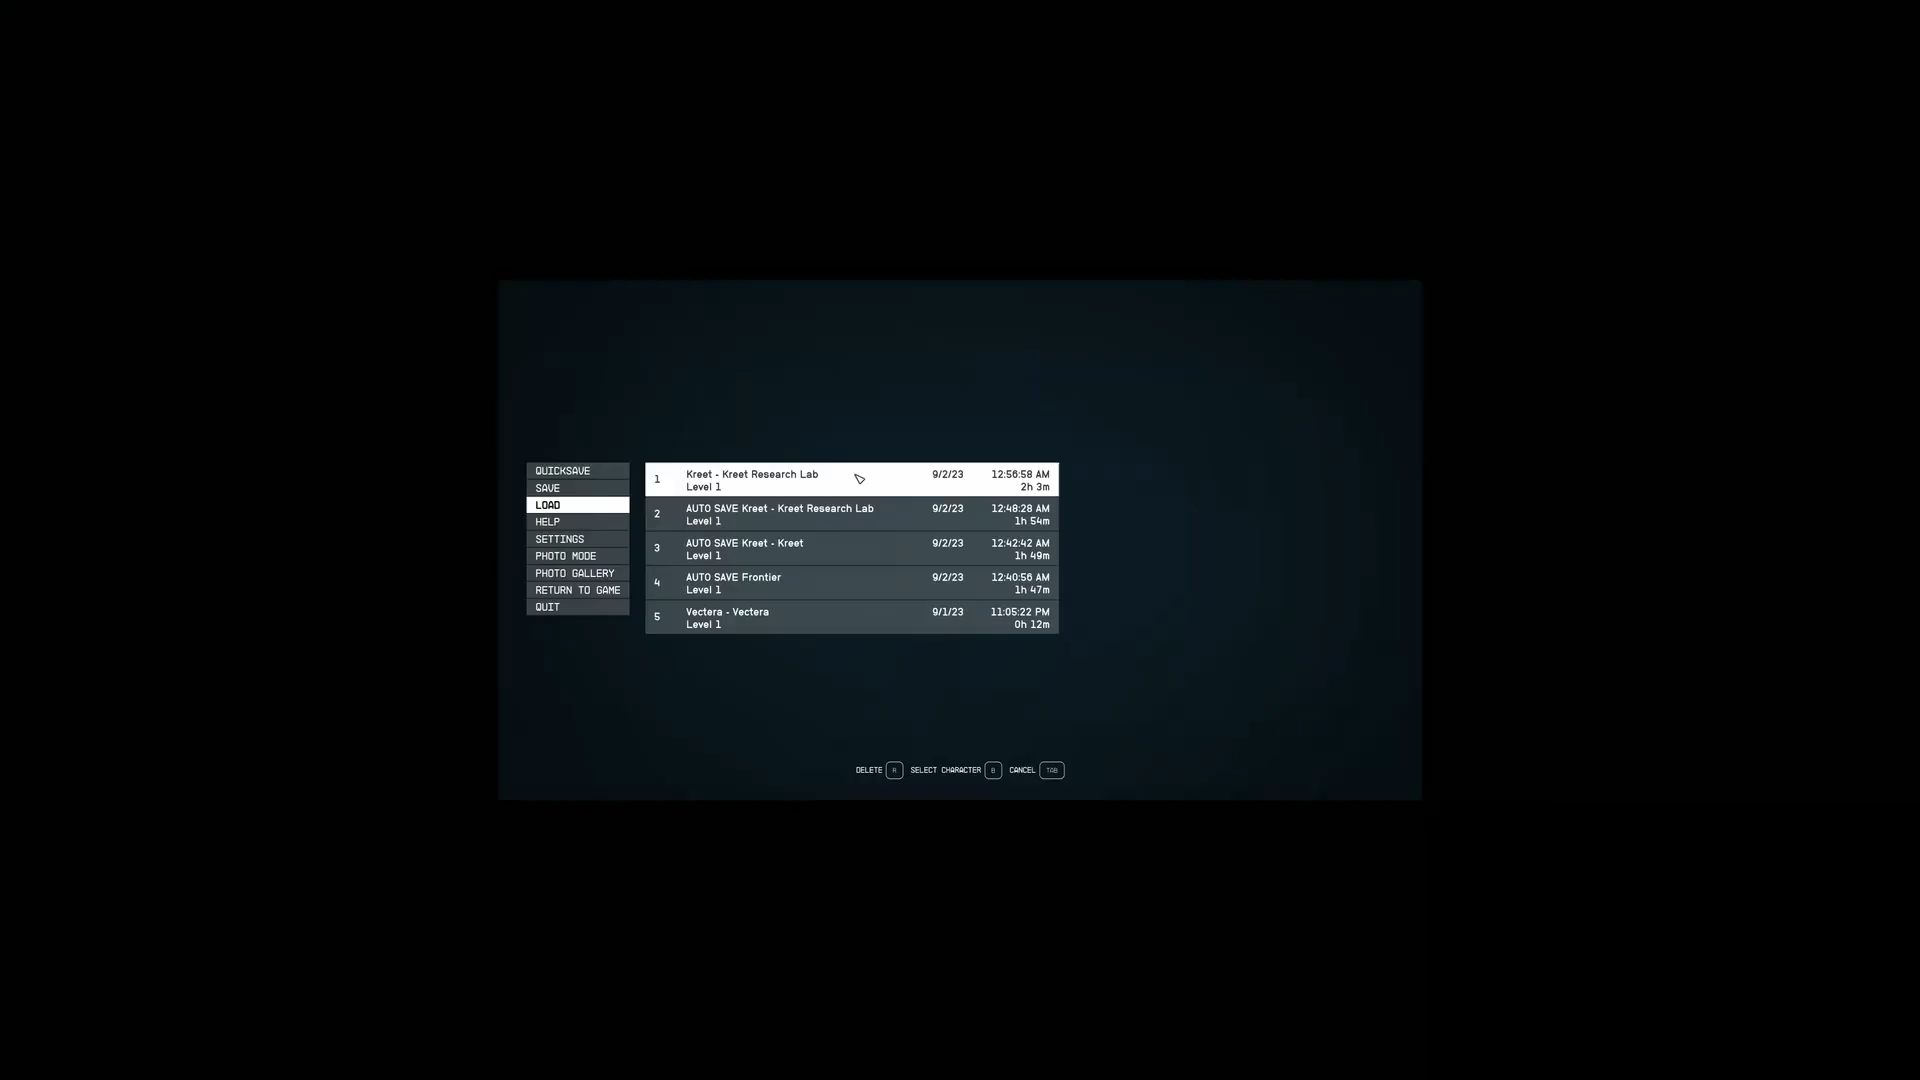 QUICKSAVE
SAVE
LOAD
HELP
SETTINGS
PHOTO MODE
PHOTO GALLERY
RETURN TO GAME
QUIT
1 Kreet - Kreet Research Lab 9/2/23 12:56:58 AM
Level 1 2h 3m
2 AUTO SAVE Kreet - Kreet Research Lab 9/2/23 12:48:28 AM
Level 1 1h 54m
3 AUTO SAVE Kreet - Kreet 9/2/23 12:42:42 AM
Level 1 1h 49m
4 AUTO SAVE Frontier 9/2/23 12:40:56 AM
Level 1 1h 47m
5 Vectera - Vectera 9/1/23 11:05:22 PM
Level 1 0h 12m
DELETE R SELECT CHARACTER B CANCEL TAB